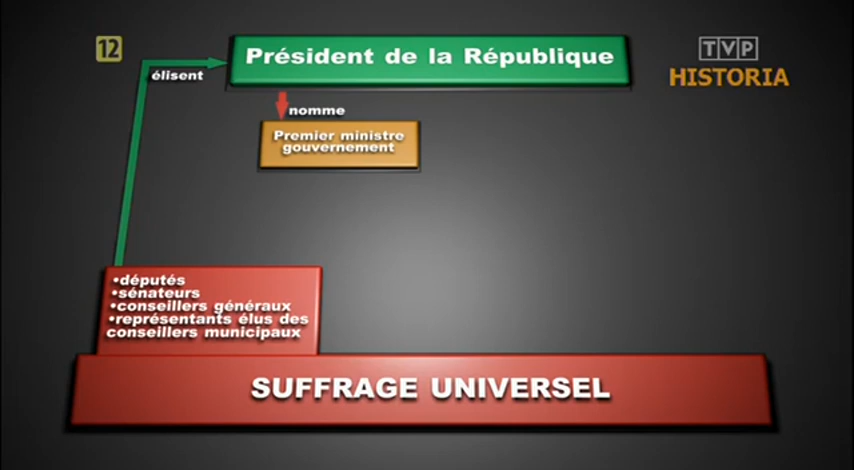 12
TVP
HISTORIA
Président de la République
élisent
nomme
Premier ministre
gouvernement
•députés
•sénateurs
•conseillers généraux
•représentants élus des
conseillers municipaux
SUFFRAGE UNIVERSEL